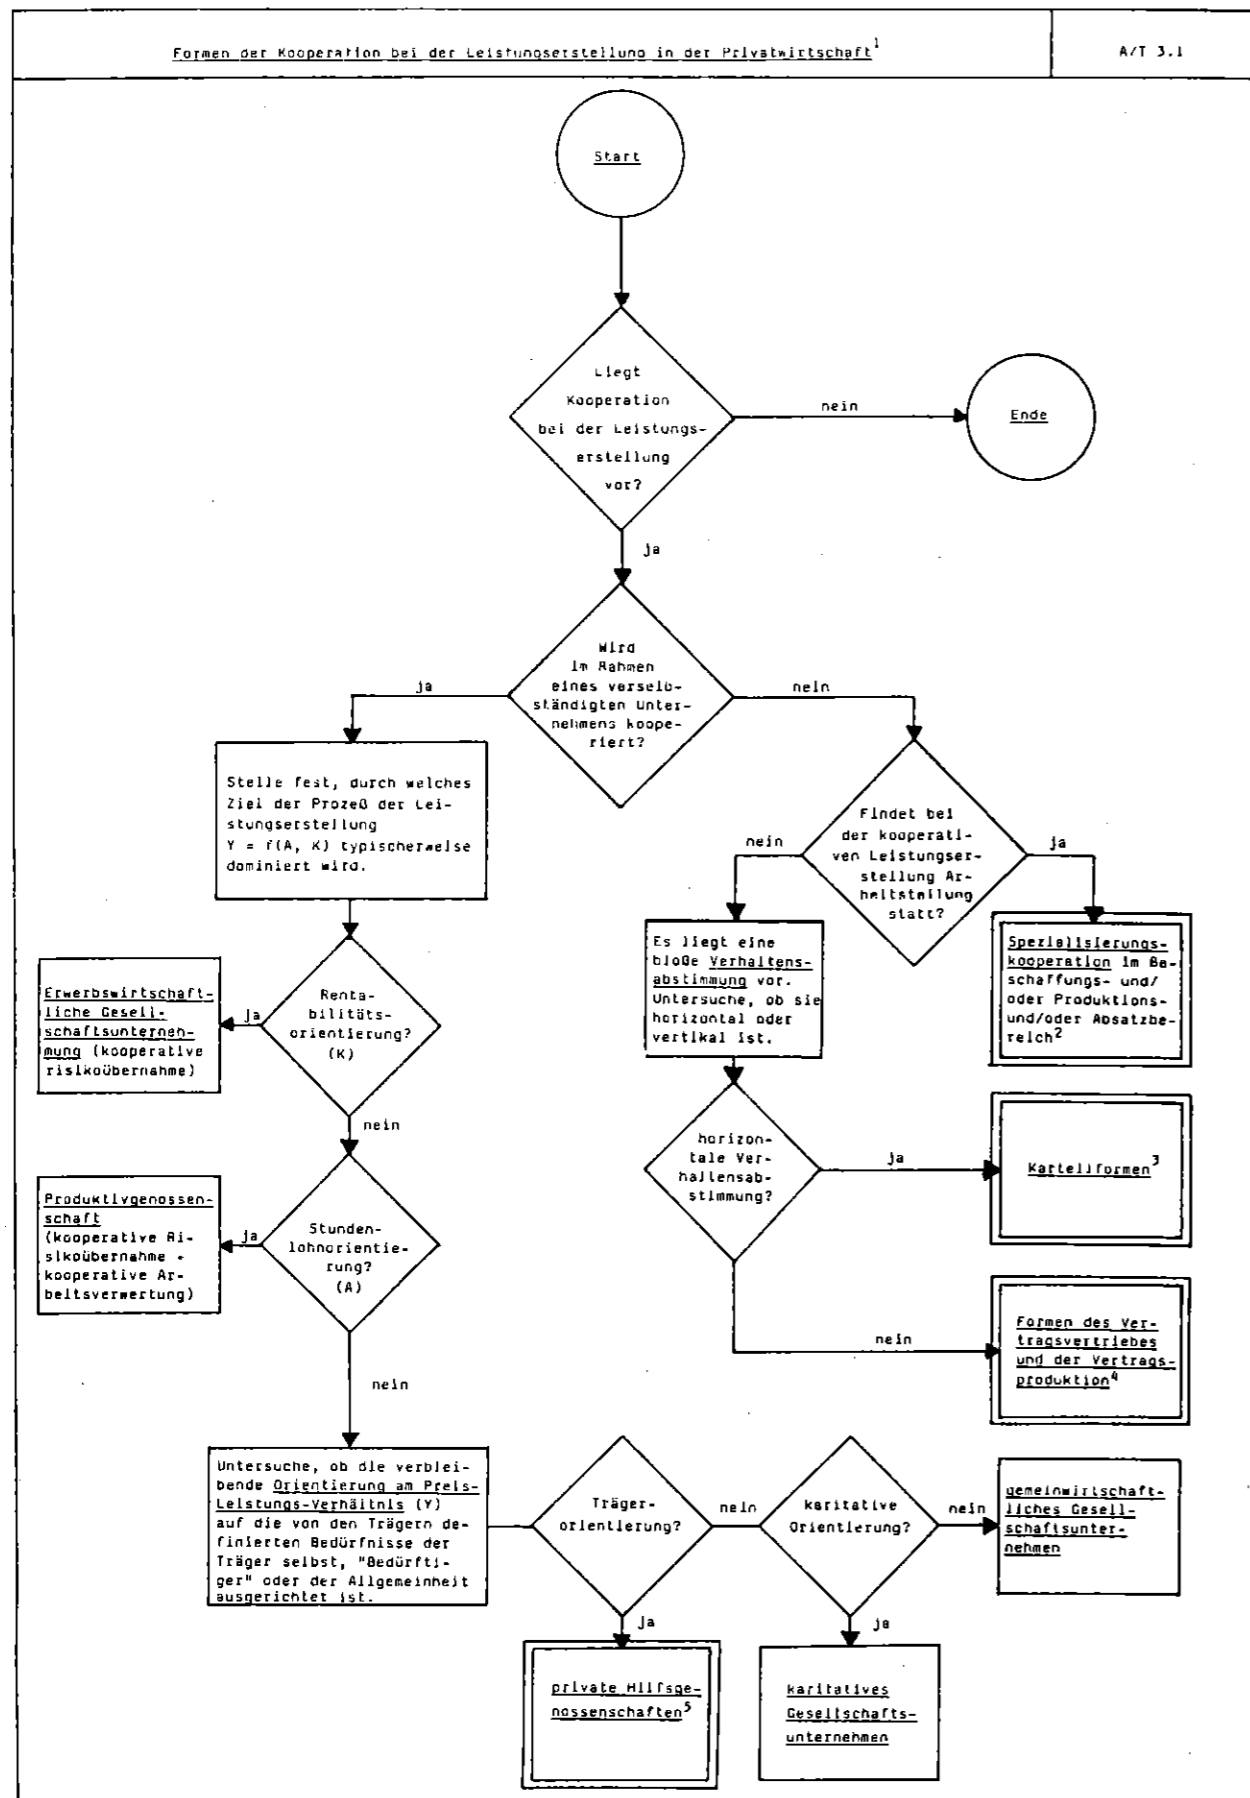 Formen der Kooperation bei der Leistungserstellung in der Privatwirtschaft¹
A/T 3.1
Start
Liegt
Kooperation
bei der Leistungs-
erstellung
vor?
nein
Ende
ja
Wird
im Rahmen
eines verselb-
ständigten Unter-
nehmens koope-
riert?
ja
nein
Stelle fest, durch welches
Ziel der Prozeß der Lei-
stungserstellung
Y = f(A, K) typischerweise
dominiert wird.
Findet bei
der kooperati-
ven Leistungser-
stellung Ar-
beitsteilung
statt?
nein
ja
Es liegt eine
bloße Verhaltens-
abstimmung vor.
Untersuche, ob sie
horizontal oder
vertikal ist.
Spezialisierungs-
kooperation im Be-
schaffungs- und/
oder Produktions-
und/oder Absatzbe-
reich²
Renta-
bilitäts-
orientierung?
(K)
ja
Erwerbswirtschaft-
liche Gesell-
schaftsunterneh-
mung (kooperative
risikoübernahme)
nein
horizon-
tale Ver-
haltensab-
stimmung?
ja
Kartellformen³
Stunden-
lohnorientie-
rung?
(A)
ja
Produktivgenossen-
schaft
(kooperative Ri-
sikoübernahme +
kooperative Ar-
beitsverwertung)
nein
nein
Formen des Ver-
tragsvertriebes
und der Vertrags-
produktion⁴
Untersuche, ob die verblei-
bende Orientierung am Preis-
Leistungs-Verhältnis (Y)
auf die von den Trägern de-
finierten Bedürfnisse der
Träger selbst, "Bedürfti-
ger" oder der Allgemeinheit
ausgerichtet ist.
Träger-
orientierung?
nein
karitative
Orientierung?
nein
gemeinwirtschaft-
liches Gesell-
schaftsunter-
nehmen
ja
ja
private Hilfsge-
nossenschaften⁵
karitatives
Gesellschafts-
unternehmen